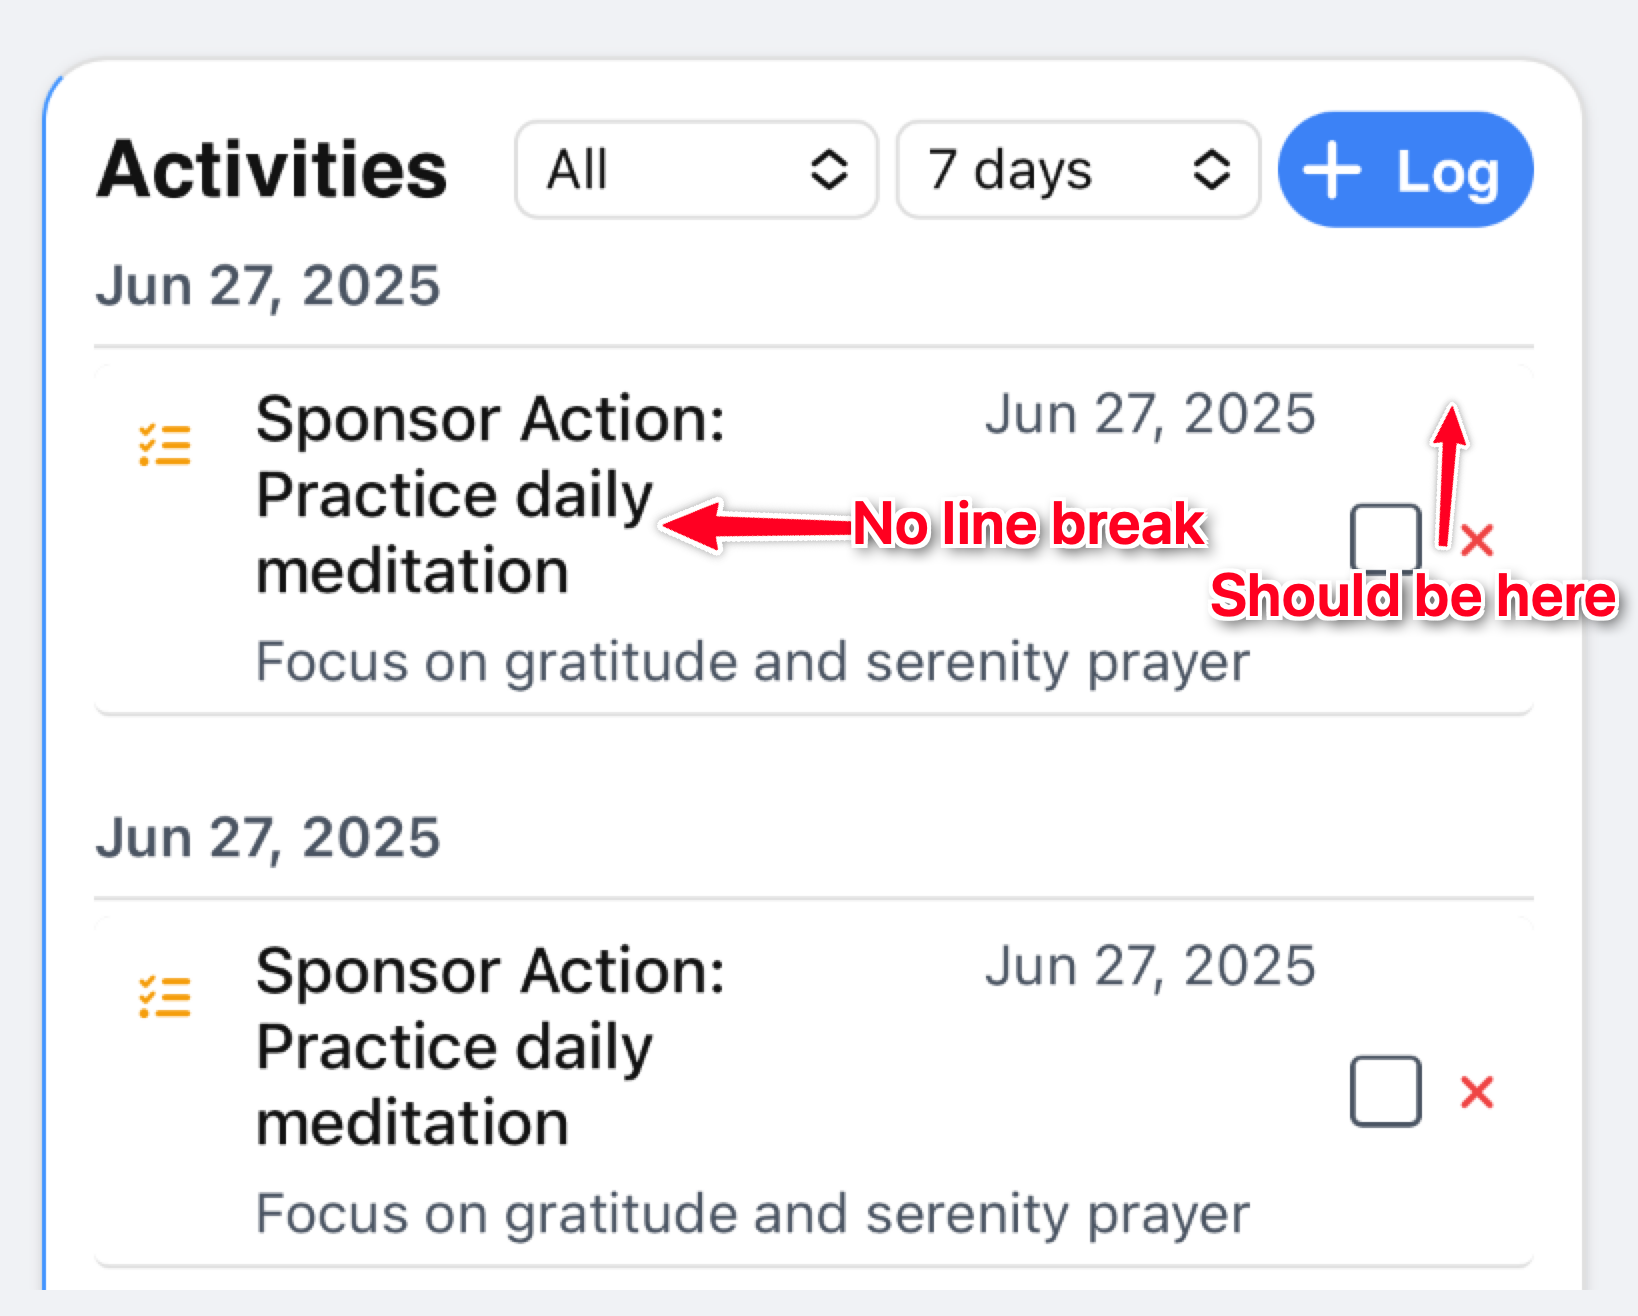 Activities All 7 days + Log
Jun 27, 2025
Sponsor Action: Jun 27, 2025
Practice daily
No line break
meditation
Should be here
Focus on gratitude and serenity prayer
Jun 27, 2025
Sponsor Action: Jun 27, 2025
Practice daily
meditation
Focus on gratitude and serenity prayer